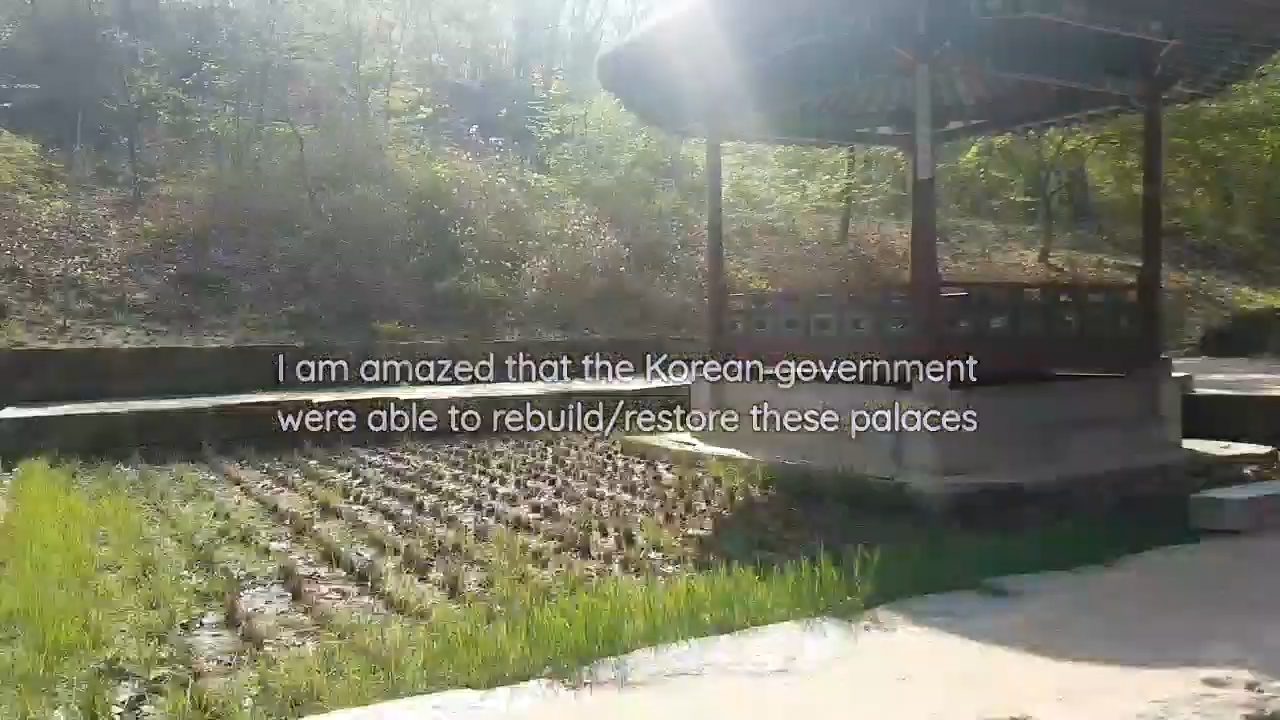 I am amazed that the Korean government
were able to rebuild/restore these palaces